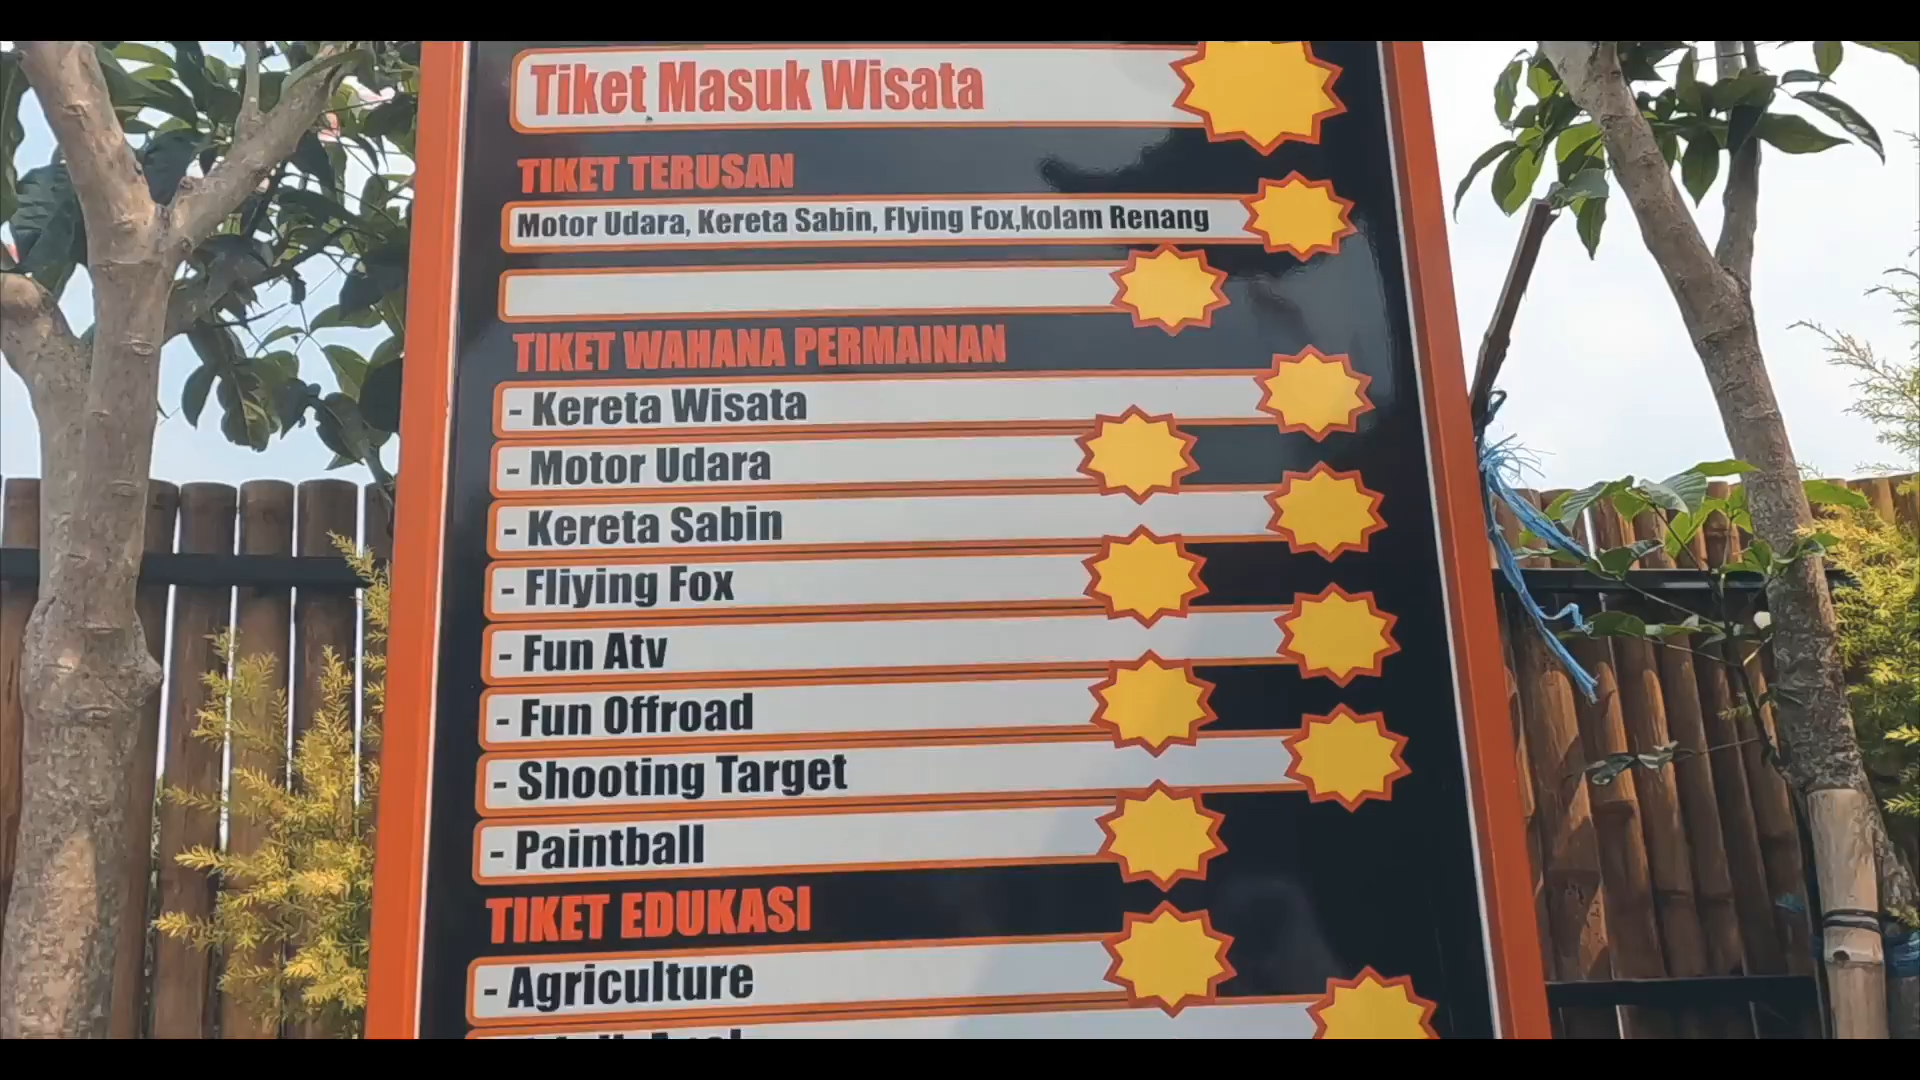 Tiket Masuk Wisata
TIKET TERUSAN
Motor Udara, Kereta Sabin, Flying Fox,kolam Renang
TIKET WAHANA PERMAINAN
- Kereta Wisata
- Motor Udara
- Kereta Sabin
- Fliying Fox
- Fun Atv
- Fun Offroad
- Shooting Target
- Paintball
TIKET EDUKASI
- Agriculture